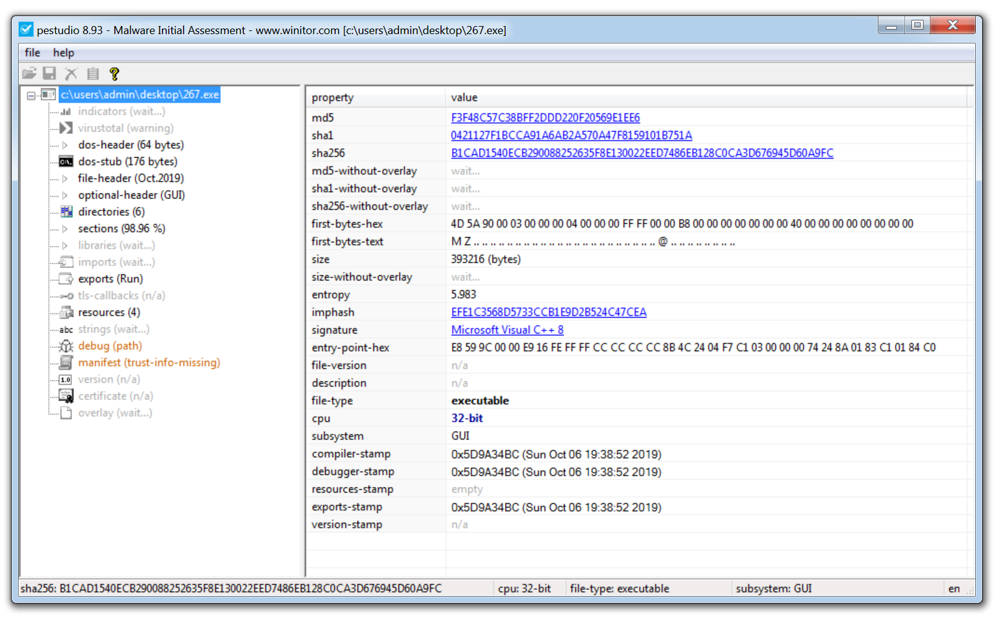 pestudio 8.93 - Malware Initial Assessment - www.winitor.com [c:\users\admin\desktop\267.exe]
file help
c:\users\admin\desktop\267.exe
indicators (wait...)
virustotal (warning)
dos-header (64 bytes)
dos-stub (176 bytes)
file-header (Oct.2019)
optional-header (GUI)
directories (6)
sections (98.96 %)
libraries (wait...)
imports (wait...)
exports (Run)
tls-callbacks (n/a)
resources (4)
abc strings (wait...)
debug (path)
manifest (trust-info-missing)
1.0 version (n/a)
certificate (n/a)
overlay (wait...)
property value
md5 F3F48C57C38BFF2DDD220F20569E1EE6
sha1 0421127F1BCCA91A6AB2A570A47F8159101B751A
sha256 B1CAD1540ECB290088252635F8E130022EED7486EB128C0CA3D676945D60A9FC
md5-without-overlay wait...
sha1-without-overlay wait...
sha256-without-overlay wait...
first-bytes-hex 4D 5A 90 00 03 00 00 00 04 00 00 00 FF FF 00 00 B8 00 00 00 00 00 00 00 40 00 00 00 00 00 00 00 00
first-bytes-text M Z .. .. .. .. .. .. .. .. .. .. .. .. .. .. .. .. .. .. .. .. .. .. @ .. .. .. .. .. .. .. ..
size 393216 (bytes)
size-without-overlay wait...
entropy 5.983
imphash EFE1C3568D5733CCB1E9D2B524C47CEA
signature Microsoft Visual C++ 8
entry-point-hex E8 59 9C 00 00 E9 16 FE FF FF CC CC CC CC CC 8B 4C 24 04 F7 C1 03 00 00 00 74 24 8A 01 83 C1 01 84 C0
file-version n/a
description n/a
file-type executable
cpu 32-bit
subsystem GUI
compiler-stamp 0x5D9A34BC (Sun Oct 06 19:38:52 2019)
debugger-stamp 0x5D9A34BC (Sun Oct 06 19:38:52 2019)
resources-stamp empty
exports-stamp 0x5D9A34BC (Sun Oct 06 19:38:52 2019)
version-stamp n/a
sha256: B1CAD1540ECB290088252635F8E130022EED7486EB128C0CA3D676945D60A9FC cpu: 32-bit file-type: executable subsystem: GUI en